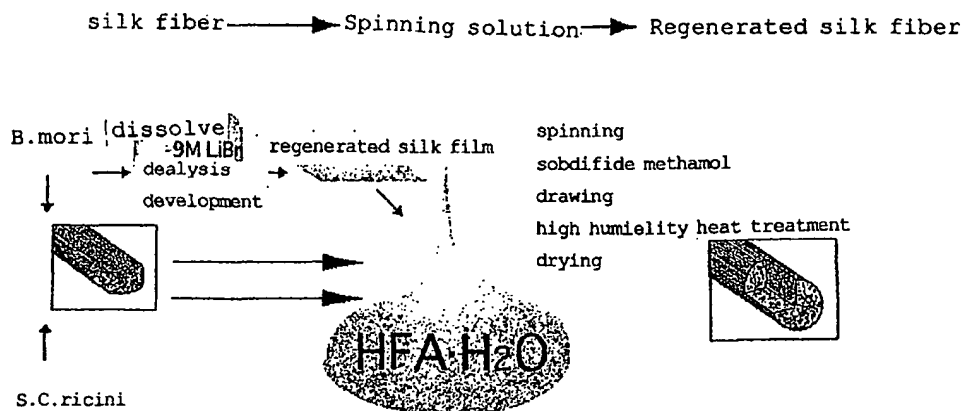 silk fiber → Spinning solution → Regenerated silk fiber
B.mori
dissolve
-9M LiBr
dealysis
development
regenerated silk film
spinning
sobdifide methamol
drawing
high humielity heat treatment
drying
HFA·H2O
S.C.ricini